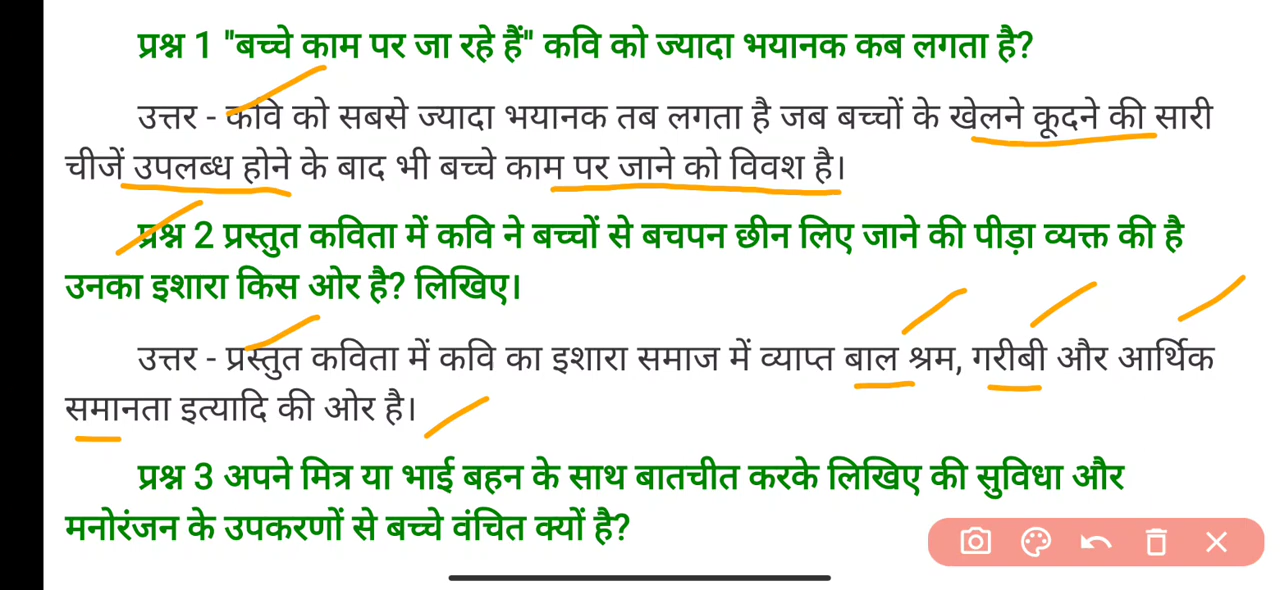 प्रश्न 1 "बच्चे काम पर जा रहे हैं" कवि को ज्यादा भयानक कब लगता है?
उत्तर - कवि को सबसे ज्यादा भयानक तब लगता है जब बच्चों के खेलने कूदने की सारी
चीजें उपलब्ध होने के बाद भी बच्चे काम पर जाने को विवश है।
प्रश्न 2 प्रस्तुत कविता में कवि ने बच्चों से बचपन छीन लिए जाने की पीड़ा व्यक्त की है
उनका इशारा किस ओर है? लिखिए।
उत्तर - प्रस्तुत कविता में कवि का इशारा समाज में व्याप्त बाल श्रम, गरीबी और आर्थिक
समानता इत्यादि की ओर है।
प्रश्न 3 अपने मित्र या भाई बहन के साथ बातचीत करके लिखिए की सुविधा और
मनोरंजन के उपकरणों से बच्चे वंचित क्यों है?